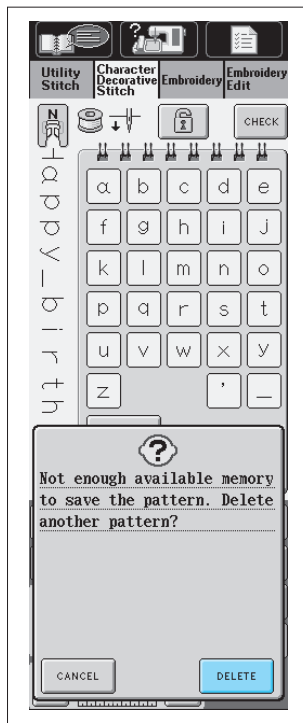 Utility
Stitch
Character
Decorative
Stitch
Embroidery
Embroidery
Edit
N
CHECK
a b c d e
f g h i j
k l m n o
p q r s t
u v w x y
z ' _
Happy_birth
Not enough available memory
to save the pattern. Delete
another pattern?
CANCEL
DELETE